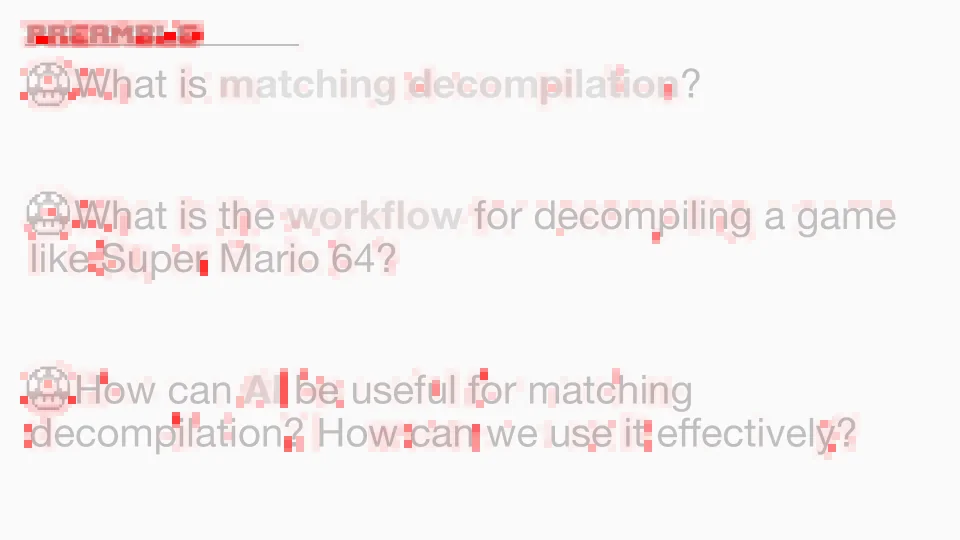 PREAMBLE
What is matching decompilation?
What is the workflow for decompiling a game
like Super Mario 64?
How can AI be useful for matching
decompilation? How can we use it effectively?